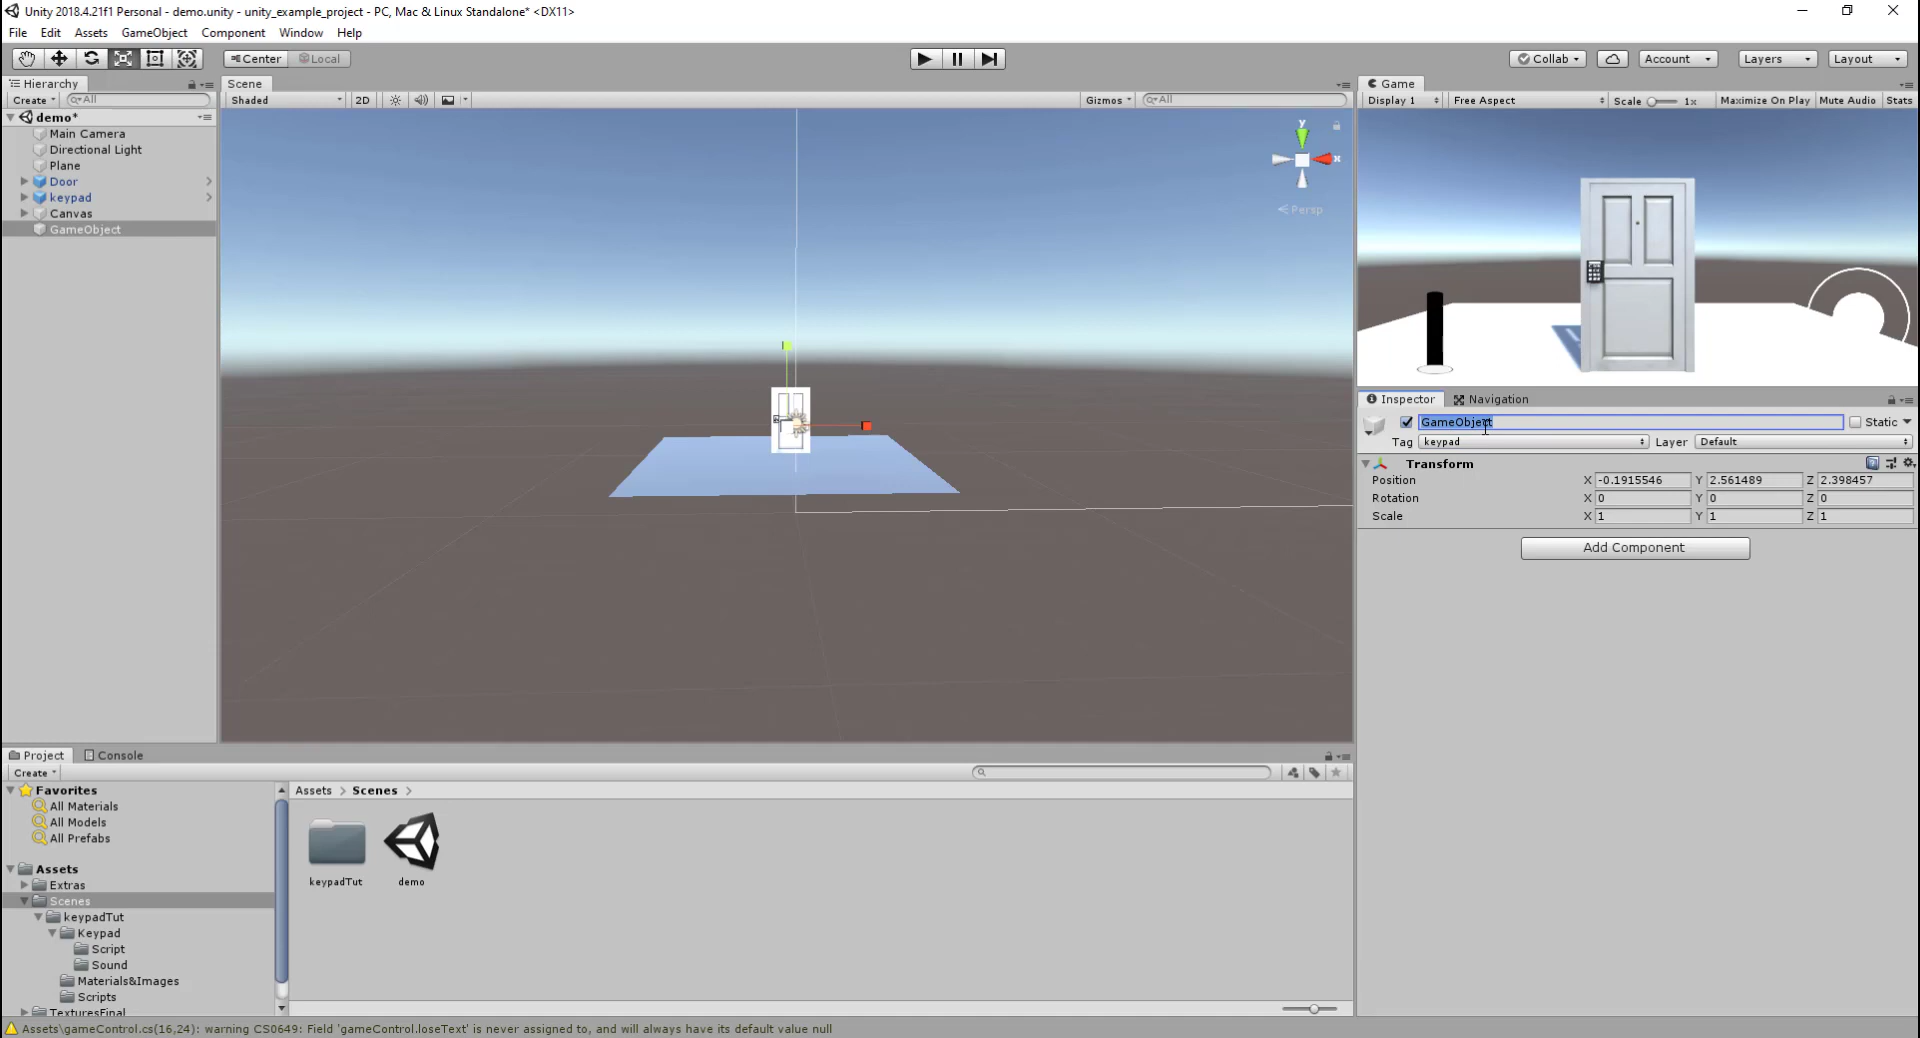 Unity 2018.4.21f1 Personal - demo.unity - unity_example_project - PC, Mac & Linux Standalone* <DX11>
File Edit Assets GameObject Component Window Help
Center Local Collab Account Layers Layout
Hierarchy
Create All
demo*
Main Camera
Directional Light
Plane
Door
keypad
Canvas
GameObject
Scene
Shaded 2D Gizmos All
y
x
Persp
Game
Display 1 Free Aspect Scale 1x Maximize On Play Mute Audio Stats
Inspector Navigation
GameObject Static
Tag keypad Layer Default
Transform
Position X -0.1915546 Y 2.561489 Z 2.398457
Rotation X 0 Y 0 Z 0
Scale X 1 Y 1 Z 1
Add Component
Project Console
Create
Favorites
All Materials
All Models
All Prefabs
Assets
Extras
Scenes
keypadTut
Keypad
Script
Sound
Materials&Images
Scripts
TexturesFinal
Assets > Scenes >
keypadTut demo
Assets\gameControl.cs(16,24): warning CS0649: Field 'gameControl.loseText' is never assigned to, and will always have its default value null